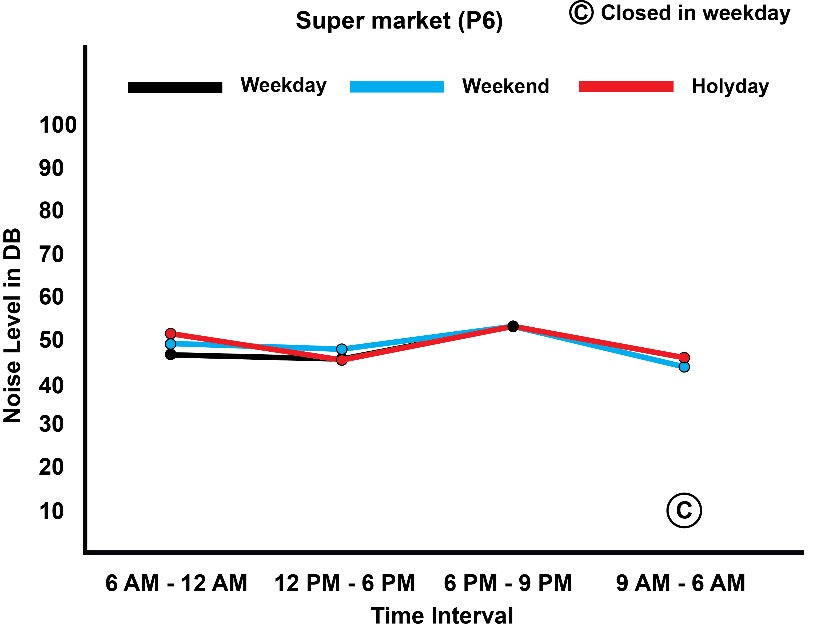 Super market (P6)
© Closed in weekday
Weekday
Weekend
Holyday
100
90
80
70
60
50
40
30
20
10
Noise Level in DB
©
6 AM - 12 AM
12 PM - 6 PM
6 PM - 9 PM
9 AM - 6 AM
Time Interval